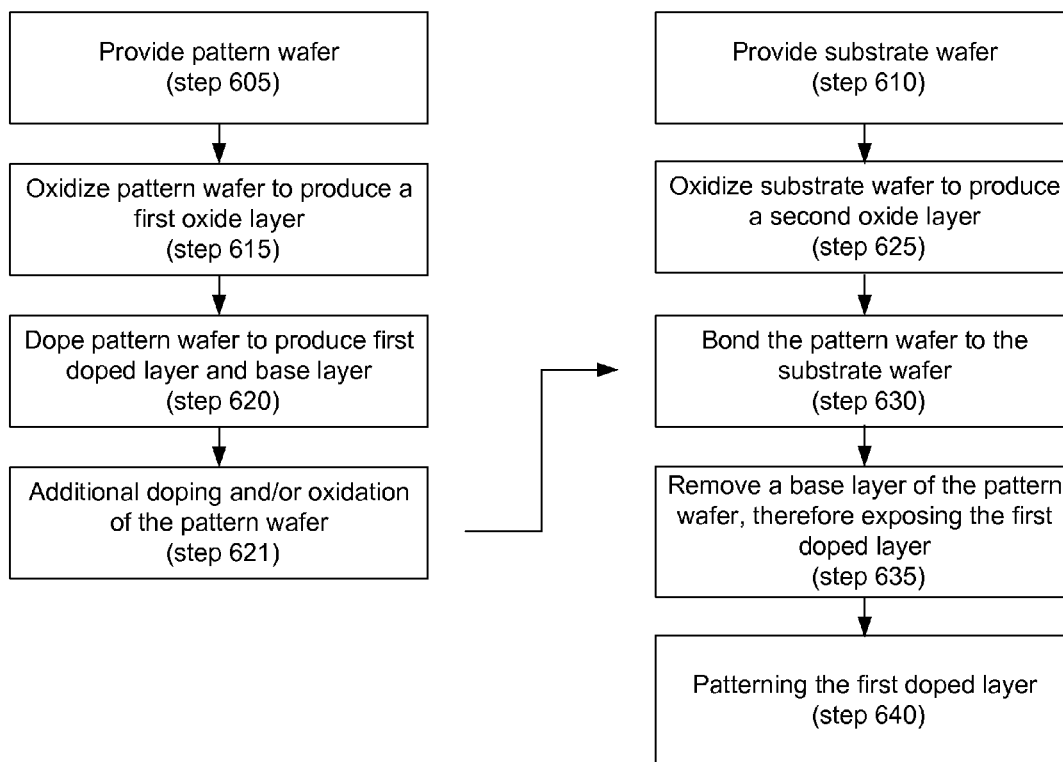 Provide pattern wafer
(step 605)
Oxidize pattern wafer to produce a
first oxide layer
(step 615)
Dope pattern wafer to produce first
doped layer and base layer
(step 620)
Additional doping and/or oxidation
of the pattern wafer
(step 621)
Provide substrate wafer
(step 610)
Oxidize substrate wafer to produce
a second oxide layer
(step 625)
Bond the pattern wafer to the
substrate wafer
(step 630)
Remove a base layer of the pattern
wafer, therefore exposing the first
doped layer
(step 635)
Patterning the first doped layer
(step 640)